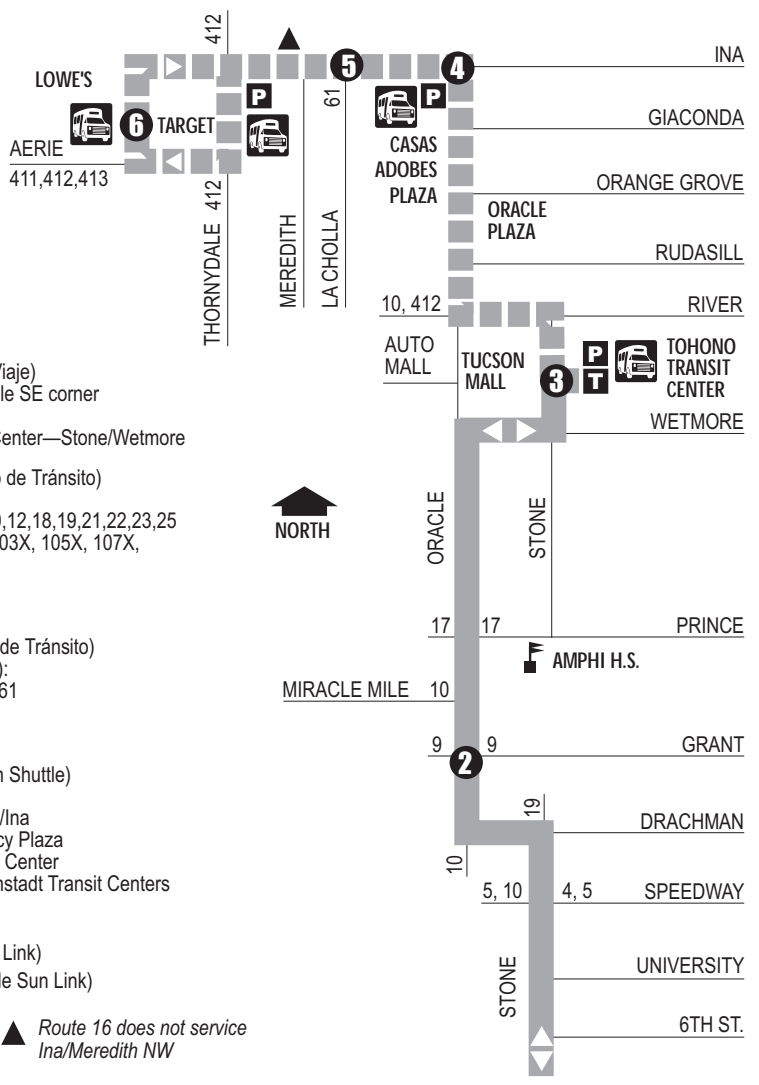 412
LOWE'S
6
TARGET
P
AERIE
411,412,413
412
THORNYDALE
MEREDITH
61
LA CHOLLA
5
4
P
CASAS
ADOBES
PLAZA
ORACLE
PLAZA
INA
GIACONDA
ORANGE GROVE
RUDASILL
10, 412
RIVER
AUTO
MALL
TUCSON
MALL
3
P
T
TOHONO
TRANSIT
CENTER
WETMORE
NORTH
ORACLE
STONE
17
17
PRINCE
AMPHI H.S.
MIRACLE MILE
10
9
2
9
GRANT
19
DRACHMAN
10
5, 10
4, 5
SPEEDWAY
STONE
UNIVERSITY
6TH ST.
iaje)
le SE corner
enter—Stone/Wetmore
de Tránsito)
,12,18,19,21,22,23,25
03X, 105X, 107X,
de Tránsito)
):
61
n Shuttle)
/Ina
cy Plaza
Center
nstadt Transit Centers
Link)
le Sun Link)
Route 16 does not service
Ina/Meredith NW